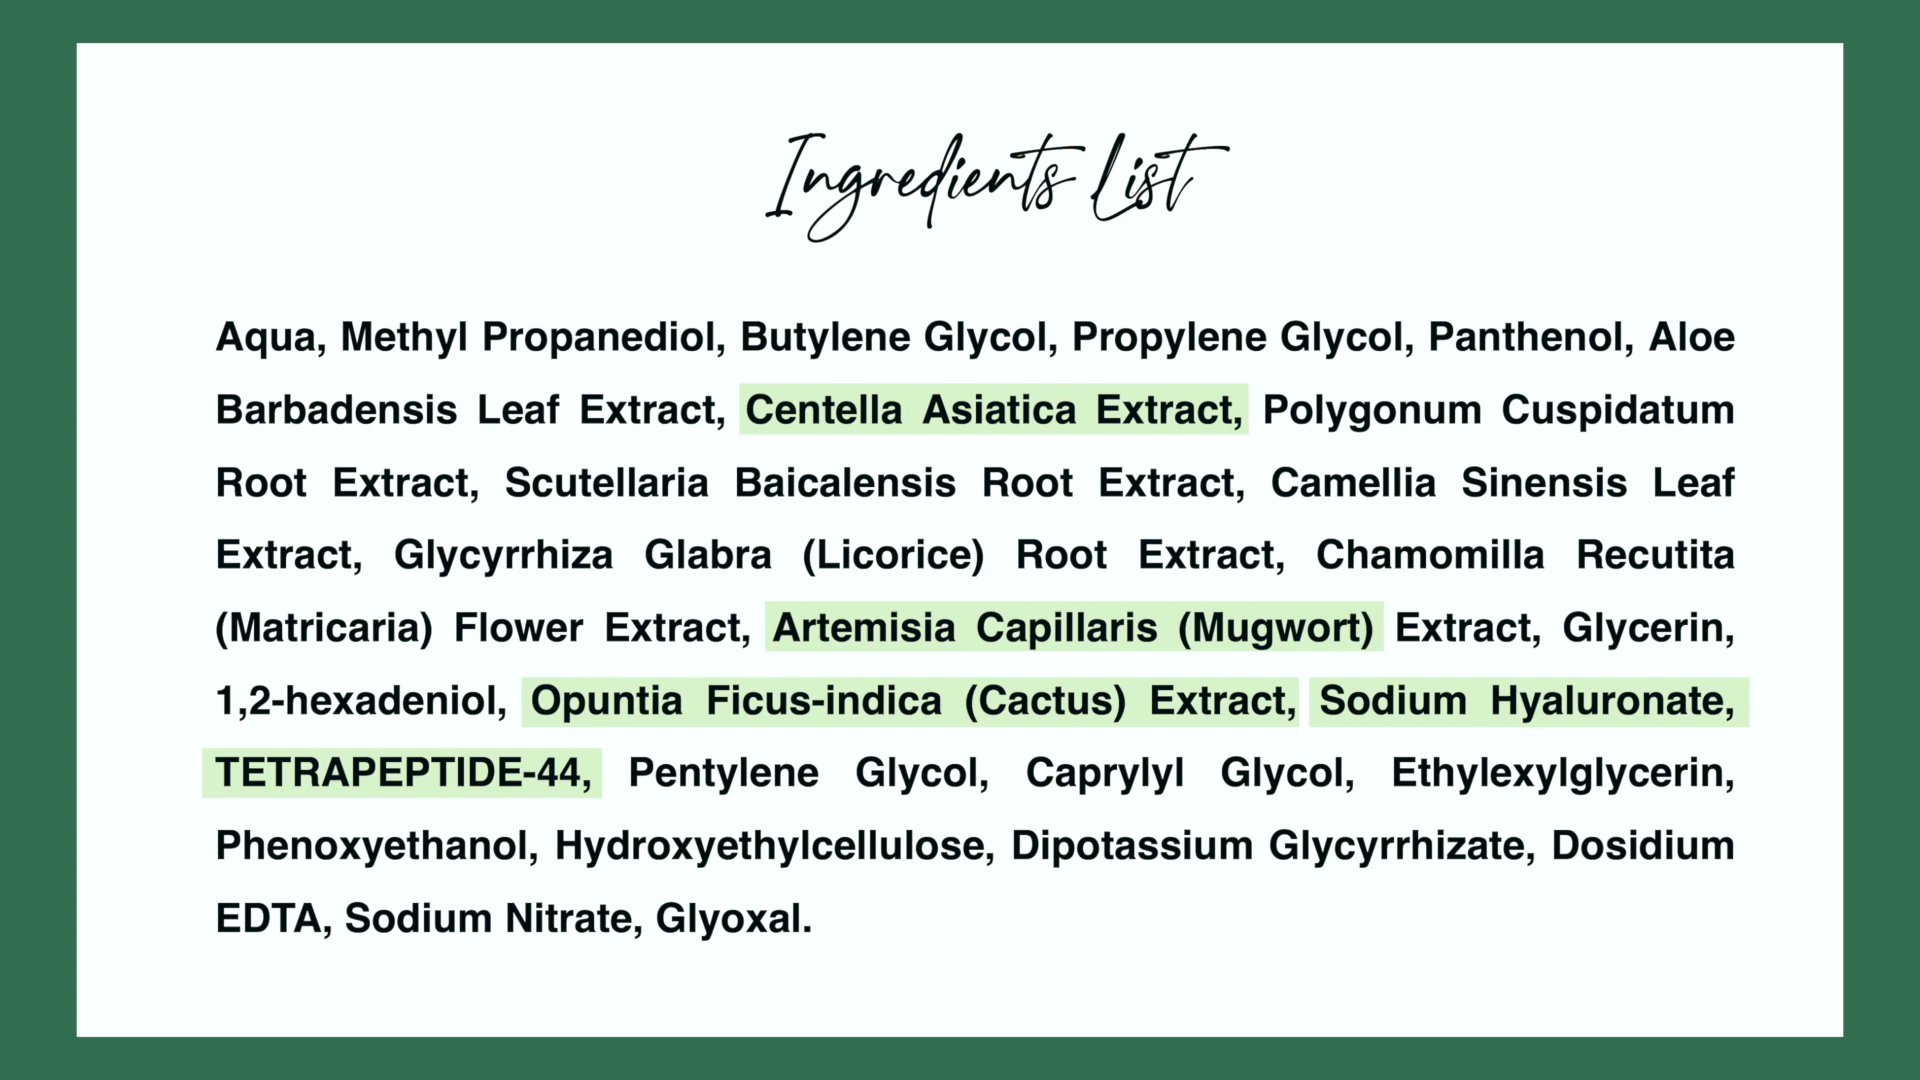 Ingredients List
Aqua, Methyl Propanediol, Butylene Glycol, Propylene Glycol, Panthenol, Aloe
Barbadensis Leaf Extract, Centella Asiatica Extract, Polygonum Cuspidatum
Root Extract, Scutellaria Baicalensis Root Extract, Camellia Sinensis Leaf
Extract, Glycyrrhiza Glabra (Licorice) Root Extract, Chamomilla Recutita
(Matricaria) Flower Extract, Artemisia Capillaris (Mugwort) Extract, Glycerin,
1,2-hexadeniol, Opuntia Ficus-indica (Cactus) Extract, Sodium Hyaluronate,
TETRAPEPTIDE-44, Pentylene Glycol, Caprylyl Glycol, Ethylexylglycerin,
Phenoxyethanol, Hydroxyethylcellulose, Dipotassium Glycyrrhizate, Dosidium
EDTA, Sodium Nitrate, Glyoxal.